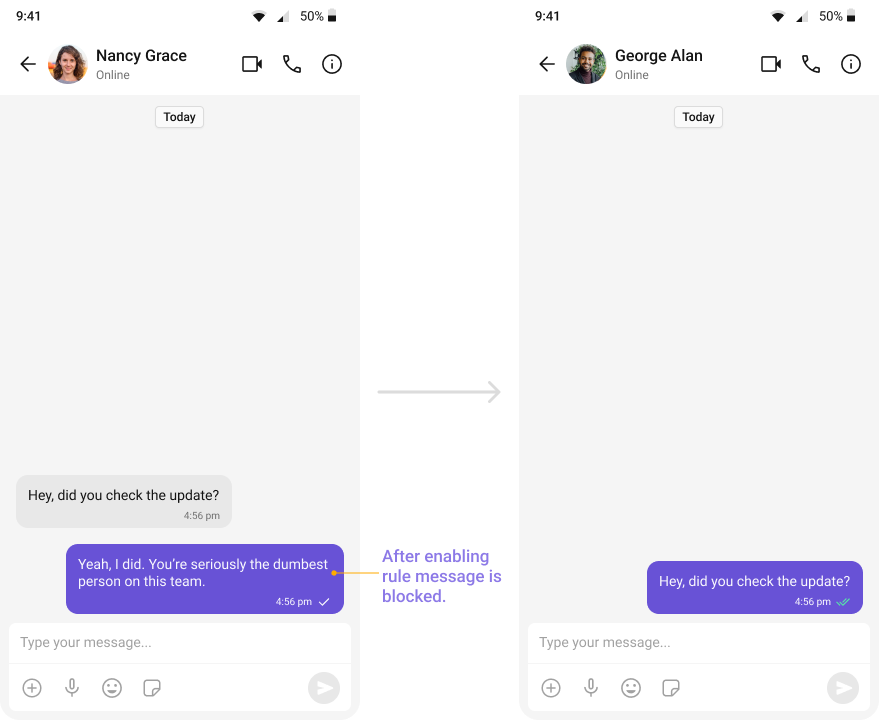 9:41
50%
Nancy Grace
Online
Today
Hey, did you check the update?
4:56 pm
Yeah, I did. You’re seriously the dumbest
person on this team.
4:56 pm
Type your message...
After enabling
rule message is
blocked.
9:41
50%
George Alan
Online
Today
Hey, did you check the update?
4:56 pm
Type your message...